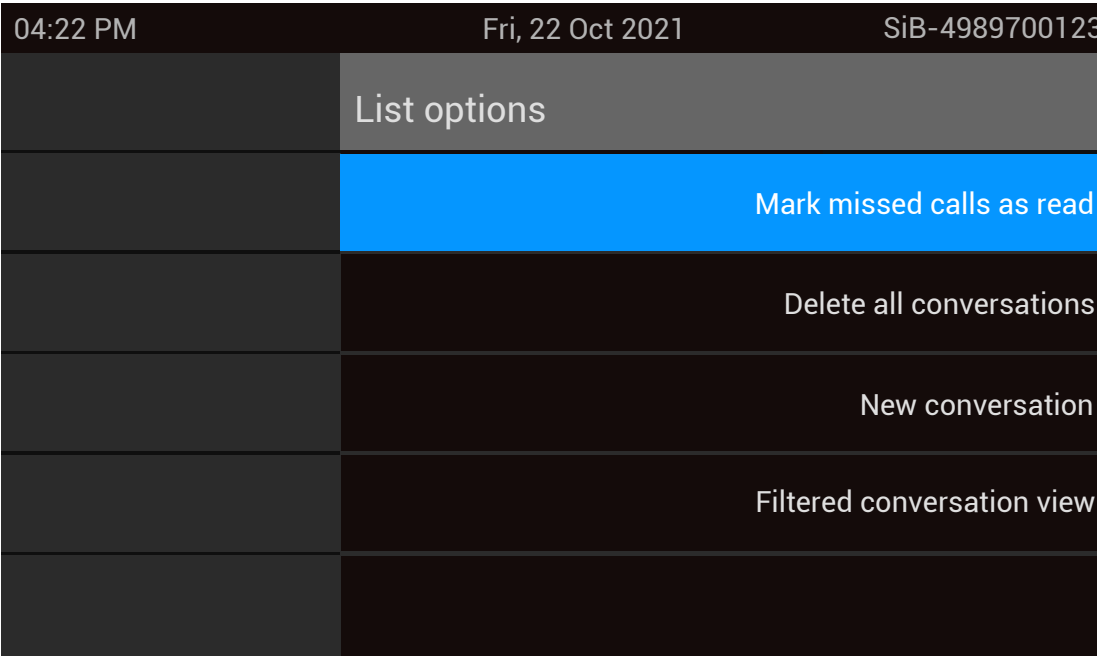 04:22 PM Fri, 22 Oct 2021 SiB-4989700123
List options
Mark missed calls as read
Delete all conversations
New conversation
Filtered conversation view